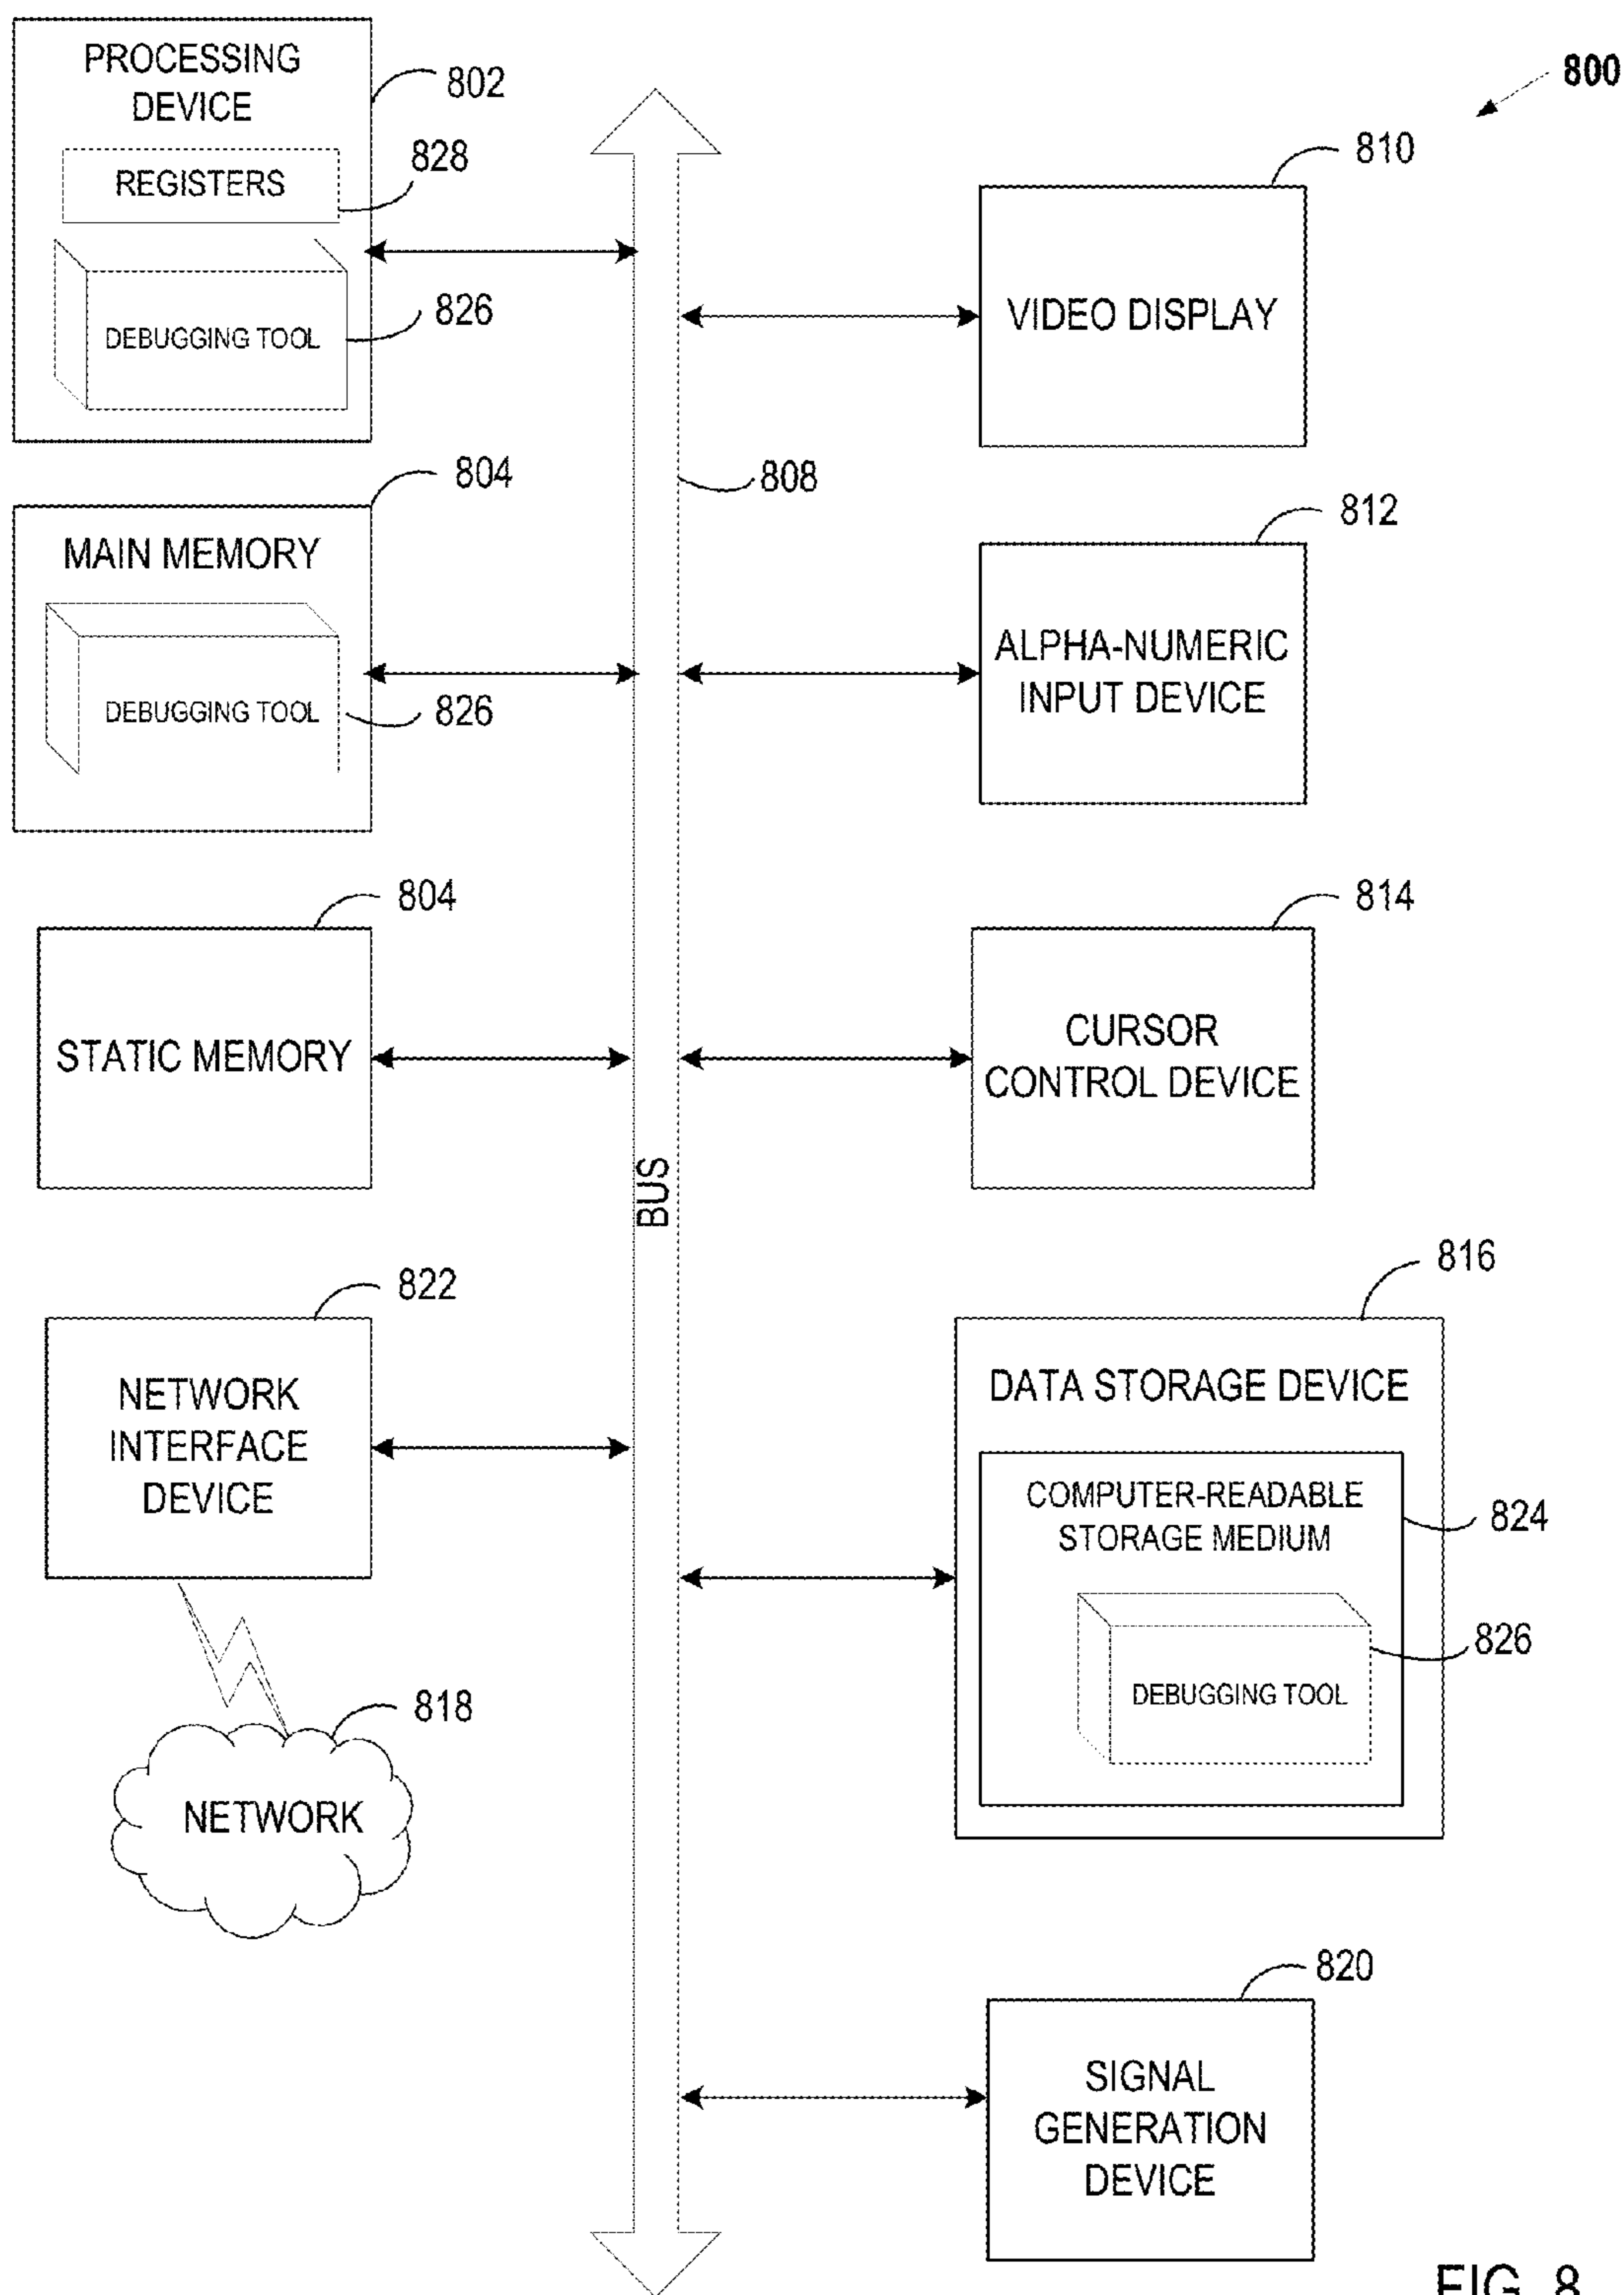 800
PROCESSING
DEVICE
802
REGISTERS
828
DEBUGGING TOOL
826
MAIN MEMORY
804
DEBUGGING TOOL
826
STATIC MEMORY
804
NETWORK
INTERFACE
DEVICE
822
NETWORK
818
BUS
808
VIDEO DISPLAY
810
ALPHA-NUMERIC
INPUT DEVICE
812
CURSOR
CONTROL DEVICE
814
DATA STORAGE DEVICE
816
COMPUTER-READABLE
STORAGE MEDIUM
824
DEBUGGING TOOL
826
SIGNAL
GENERATION
DEVICE
820
FIG. 8